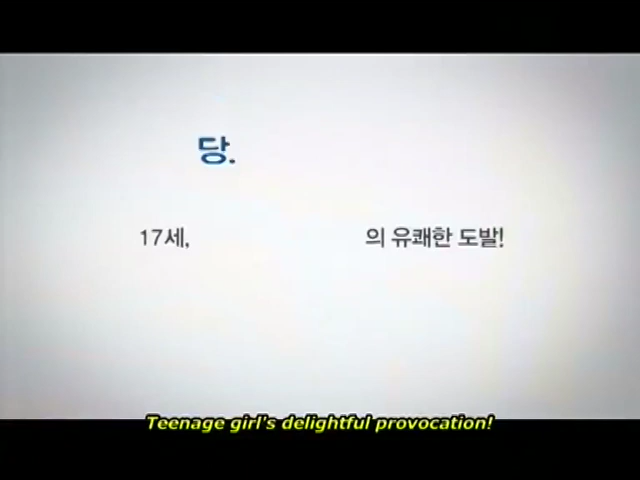 당.
17세, 의 유쾌한 도발!
Teenage girl's delightful provocation!